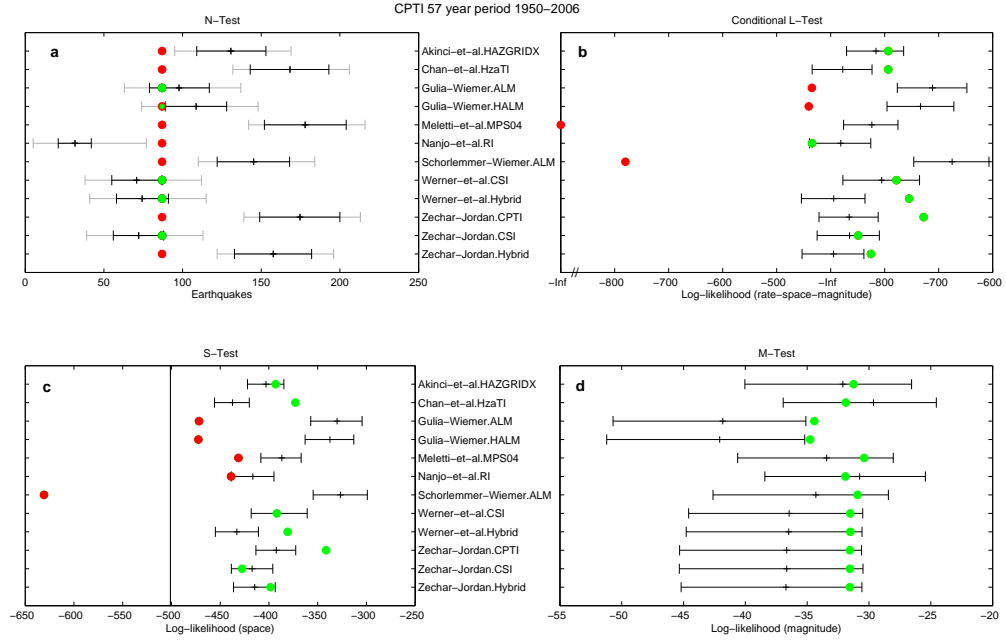 CPTI 57 year period 1950−2006
N−Test
Conditional L−Test
a
b
Akinci−et−al.HAZGRIDX
Chan−et−al.HzaTI
Gulia−Wiemer.ALM
Gulia−Wiemer.HALM
Meletti−et−al.MPS04
Nanjo−et−al.RI
Schorlemmer−Wiemer.ALM
Werner−et−al.CSI
Werner−et−al.Hybrid
Zechar−Jordan.CPTI
Zechar−Jordan.CSI
Zechar−Jordan.Hybrid
0 50 100 150 200 250
Earthquakes
−Inf // −800 −700 −Inf −800 −700 −600
Log−likelihood (rate−space−magnitude)
S−Test
M−Test
c
d
Akinci−et−al.HAZGRIDX
Chan−et−al.HzaTI
Gulia−Wiemer.ALM
Gulia−Wiemer.HALM
Meletti−et−al.MPS04
Nanjo−et−al.RI
Schorlemmer−Wiemer.ALM
Werner−et−al.CSI
Werner−et−al.Hybrid
Zechar−Jordan.CPTI
Zechar−Jordan.CSI
Zechar−Jordan.Hybrid
−650 −600 −550 −500 −450 −400 −350 −300 −250
Log−likelihood (space)
−55 −50 −45 −40 −35 −30 −25 −20
Log−likelihood (magnitude)